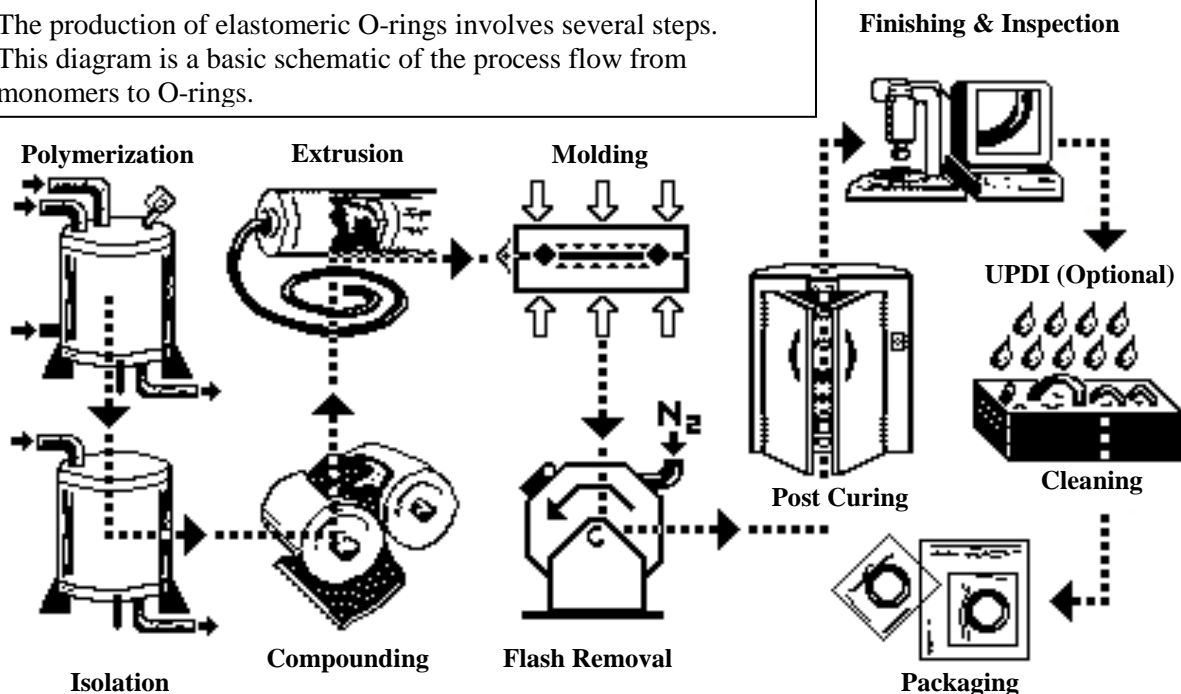 The production of elastomeric O-rings involves several steps.
This diagram is a basic schematic of the process flow from
monomers to O-rings.
Finishing & Inspection
Polymerization
Extrusion
Molding
UPDI (Optional)
N2
Post Curing
Cleaning
Compounding
Flash Removal
Isolation
Packaging